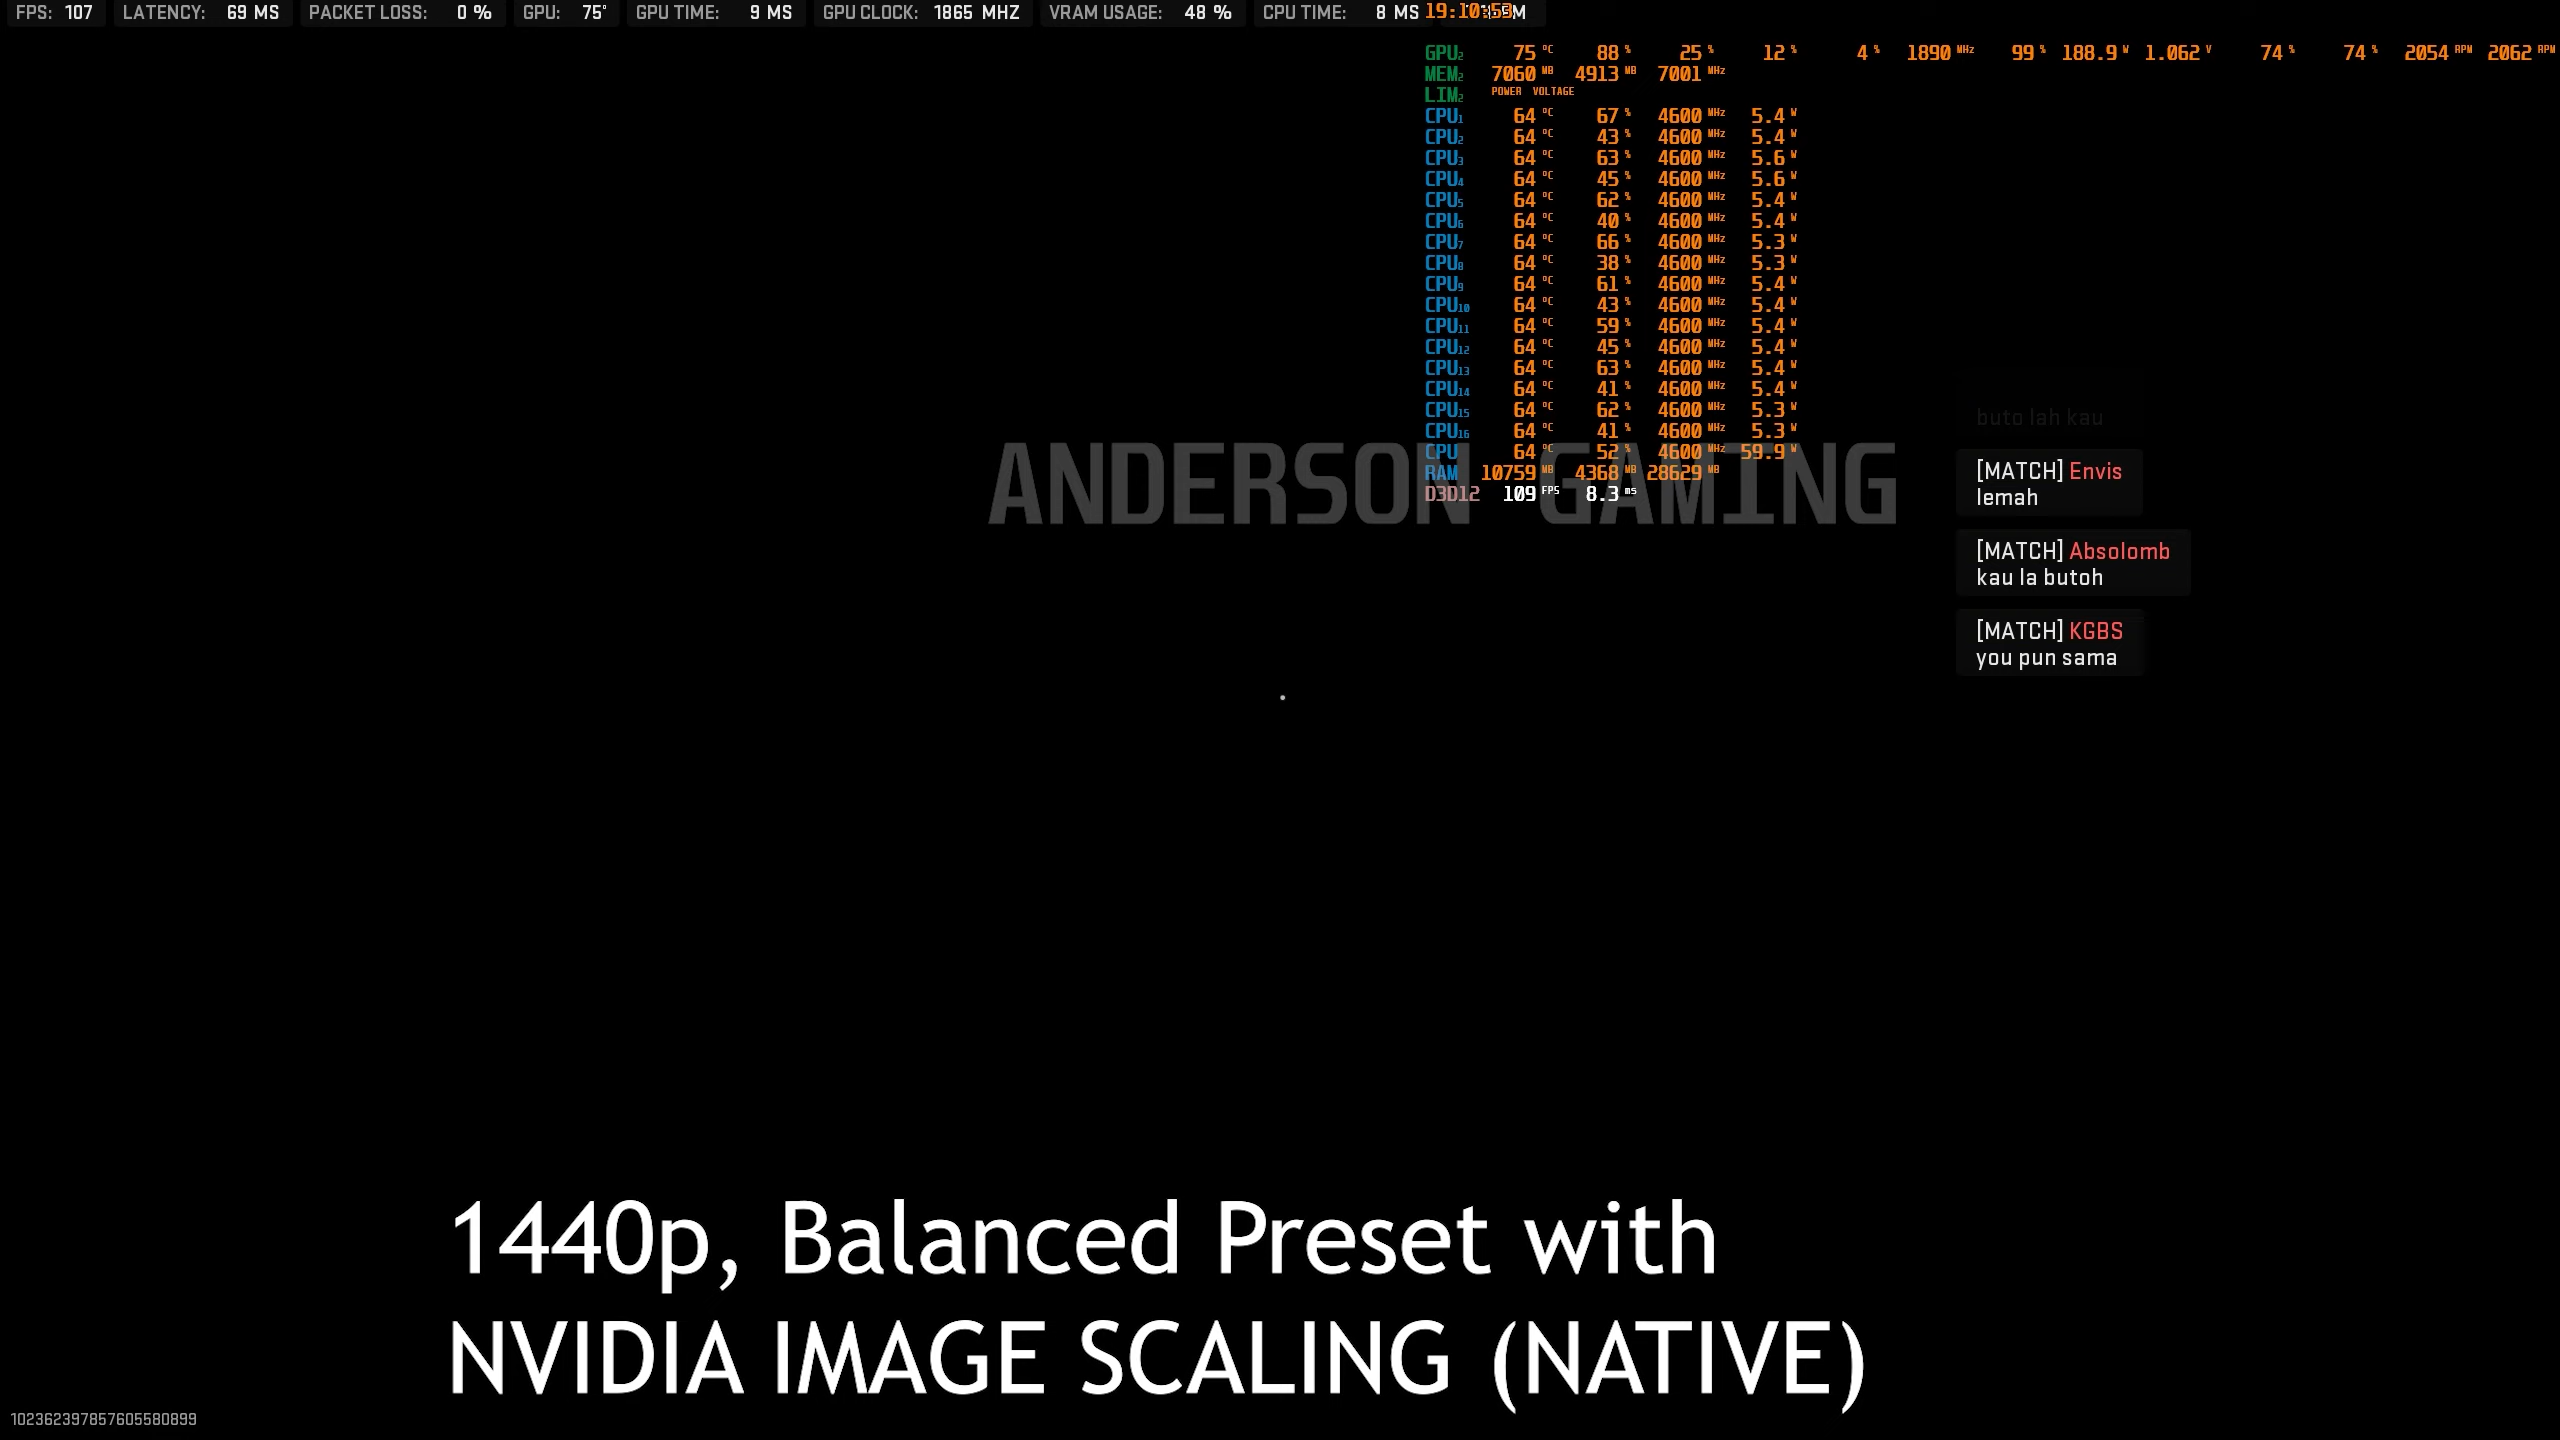 FPS: 107 LATENCY: 69 MS PACKET LOSS: 0 % GPU: 75° GPU TIME: 9 MS GPU CLOCK: 1865 MHZ VRAM USAGE: 48 % CPU TIME: 8 MS 19:10:53
GPU2 75 °C 88 % 25 % 12 % 4 % 1890 MHz 99 % 188.9 W 1.062 V 74 % 74 % 2054 RPM 2062 RPM
MEM2 7060 MB 4913 MB 7001 MHz
LIM2 POWER VOLTAGE
CPU1 64 °C 67 % 4600 MHz 5.4 W
CPU2 64 °C 43 % 4600 MHz 5.4 W
CPU3 64 °C 63 % 4600 MHz 5.6 W
CPU4 64 °C 45 % 4600 MHz 5.6 W
CPU5 64 °C 62 % 4600 MHz 5.4 W
CPU6 64 °C 40 % 4600 MHz 5.4 W
CPU7 64 °C 66 % 4600 MHz 5.3 W
CPU8 64 °C 38 % 4600 MHz 5.3 W
CPU9 64 °C 61 % 4600 MHz 5.4 W
CPU10 64 °C 43 % 4600 MHz 5.4 W
CPU11 64 °C 59 % 4600 MHz 5.4 W
CPU12 64 °C 45 % 4600 MHz 5.4 W
CPU13 64 °C 63 % 4600 MHz 5.4 W
CPU14 64 °C 41 % 4600 MHz 5.4 W
CPU15 64 °C 62 % 4600 MHz 5.3 W
CPU16 64 °C 41 % 4600 MHz 5.3 W
CPU 64 °C 52 % 4600 MHz 59.9 W
RAM 10759 MB 4368 MB 28629 MB
D3D12 109 FPS 8.3 ms
ANDERSON GAMING
buto lah kau
[MATCH] Envis
lemah
[MATCH] Absolomb
kau la butoh
[MATCH] KGBS
you pun sama
1440p, Balanced Preset with
NVIDIA IMAGE SCALING (NATIVE)
102362397857605580899